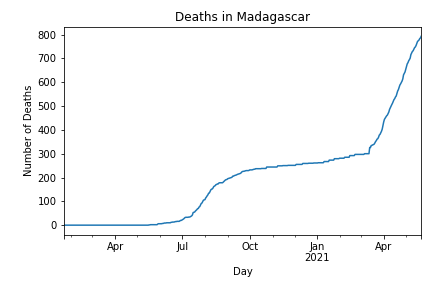 Deaths in Madagascar
Number of Deaths
800
700
600
500
400
300
200
100
0
Apr
Jul
Oct
Jan
2021
Apr
Day